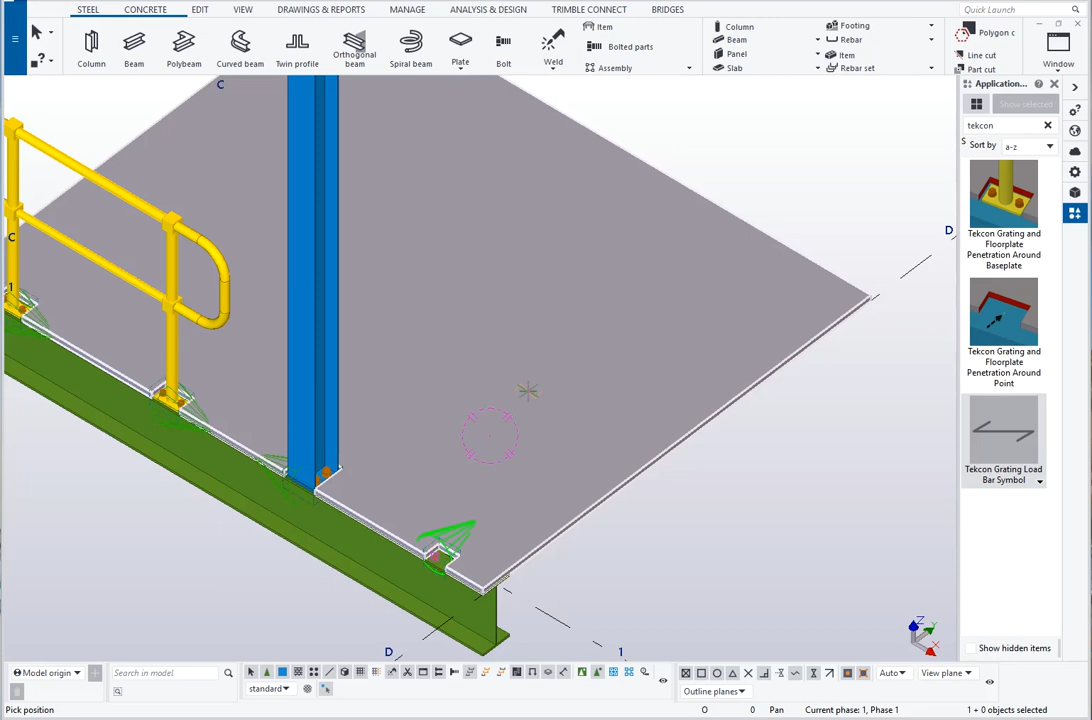 STEEL CONCRETE EDIT VIEW DRAWINGS & REPORTS MANAGE ANALYSIS & DESIGN TRIMBLE CONNECT BRIDGES Quick Launch
Column Beam Polybeam Curved beam Twin profile Orthogonal beam Spiral beam Plate Bolt Weld
Item
Bolted parts
Assembly
Column
Beam
Panel
Slab
Footing
Rebar
Item
Rebar set
Polygon c
Line cut
Part cut
Window
Application...
Show selected
tekcon
S
Sort by a-z
Tekcon Grating and
Floorplate
Penetration Around
Baseplate
Tekcon Grating and
Floorplate
Penetration Around
Point
Tekcon Grating Load
Bar Symbol
Show hidden items
C
C
1
D
D
1
Z
Y
X
Model origin
Search in model
standard
Auto
View plane
Outline planes
Pick position
O 0 Pan Current phase: 1, Phase 1 1 + 0 objects selected